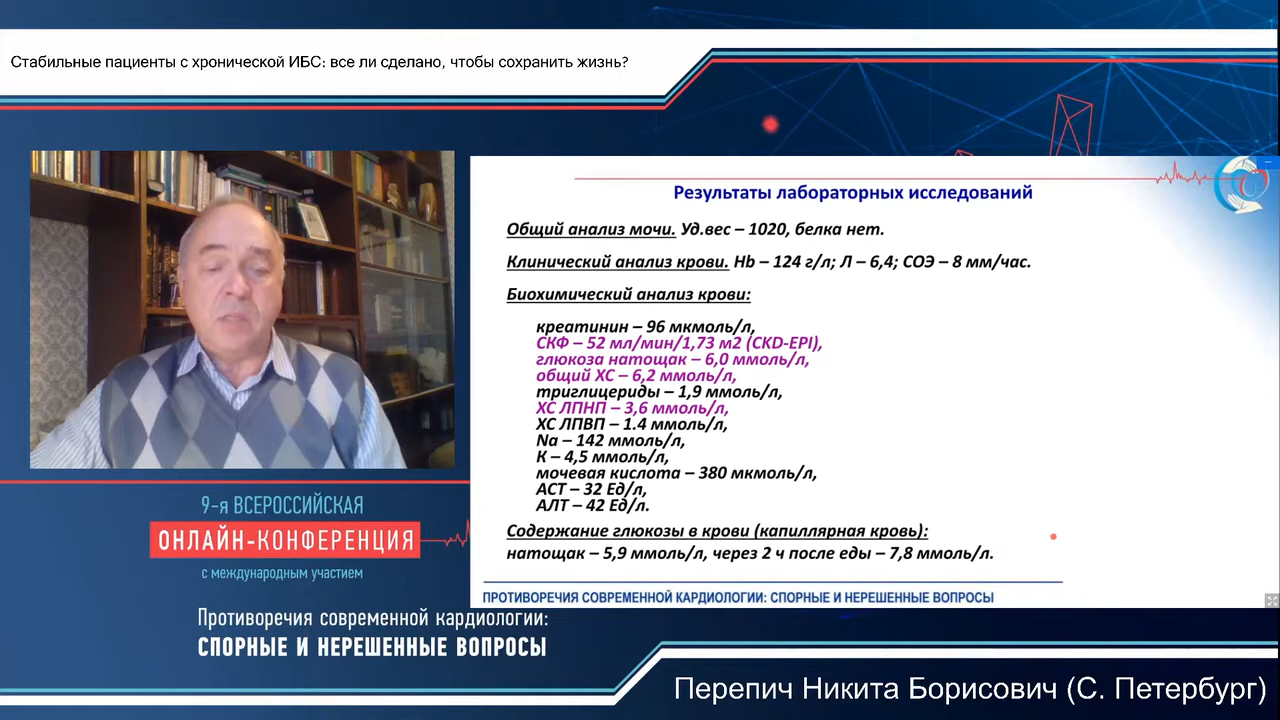 Стабильные пациенты с хронической ИБС: все ли сделано, чтобы сохранить жизнь?
Результаты лабораторных исследований
Общий анализ мочи. Уд.вес – 1020, белка нет.
Клинический анализ крови. Hb – 124 г/л; Л – 6,4; СОЭ – 8 мм/час.
Биохимический анализ крови:
креатинин – 96 мкмоль/л,
СКФ – 52 мл/мин/1,73 м2 (CKD-EPI),
глюкоза натощак – 6,0 ммоль/л,
общий ХС – 6,2 ммоль/л,
триглицериды – 1,9 ммоль/л,
ХС ЛПНП – 3,6 ммоль/л,
ХС ЛПВП – 1.4 ммоль/л,
Na – 142 ммоль/л,
К – 4,5 ммоль/л,
мочевая кислота – 380 мкмоль/л,
АСТ – 32 Ед/л,
АЛТ – 42 Ед/л.
Содержание глюкозы в крови (капиллярная кровь):
натощак – 5,9 ммоль/л, через 2 ч после еды – 7,8 ммоль/л.
ПРОТИВОРЕЧИЯ СОВРЕМЕННОЙ КАРДИОЛОГИИ: СПОРНЫЕ И НЕРЕШЕННЫЕ ВОПРОСЫ
9-я ВСЕРОССИЙСКАЯ
ОНЛАЙН-КОНФЕРЕНЦИЯ
с международным участием
Противоречия современной кардиологии:
СПОРНЫЕ И НЕРЕШЕННЫЕ ВОПРОСЫ
Перепич Никита Борисович (С. Петербург)